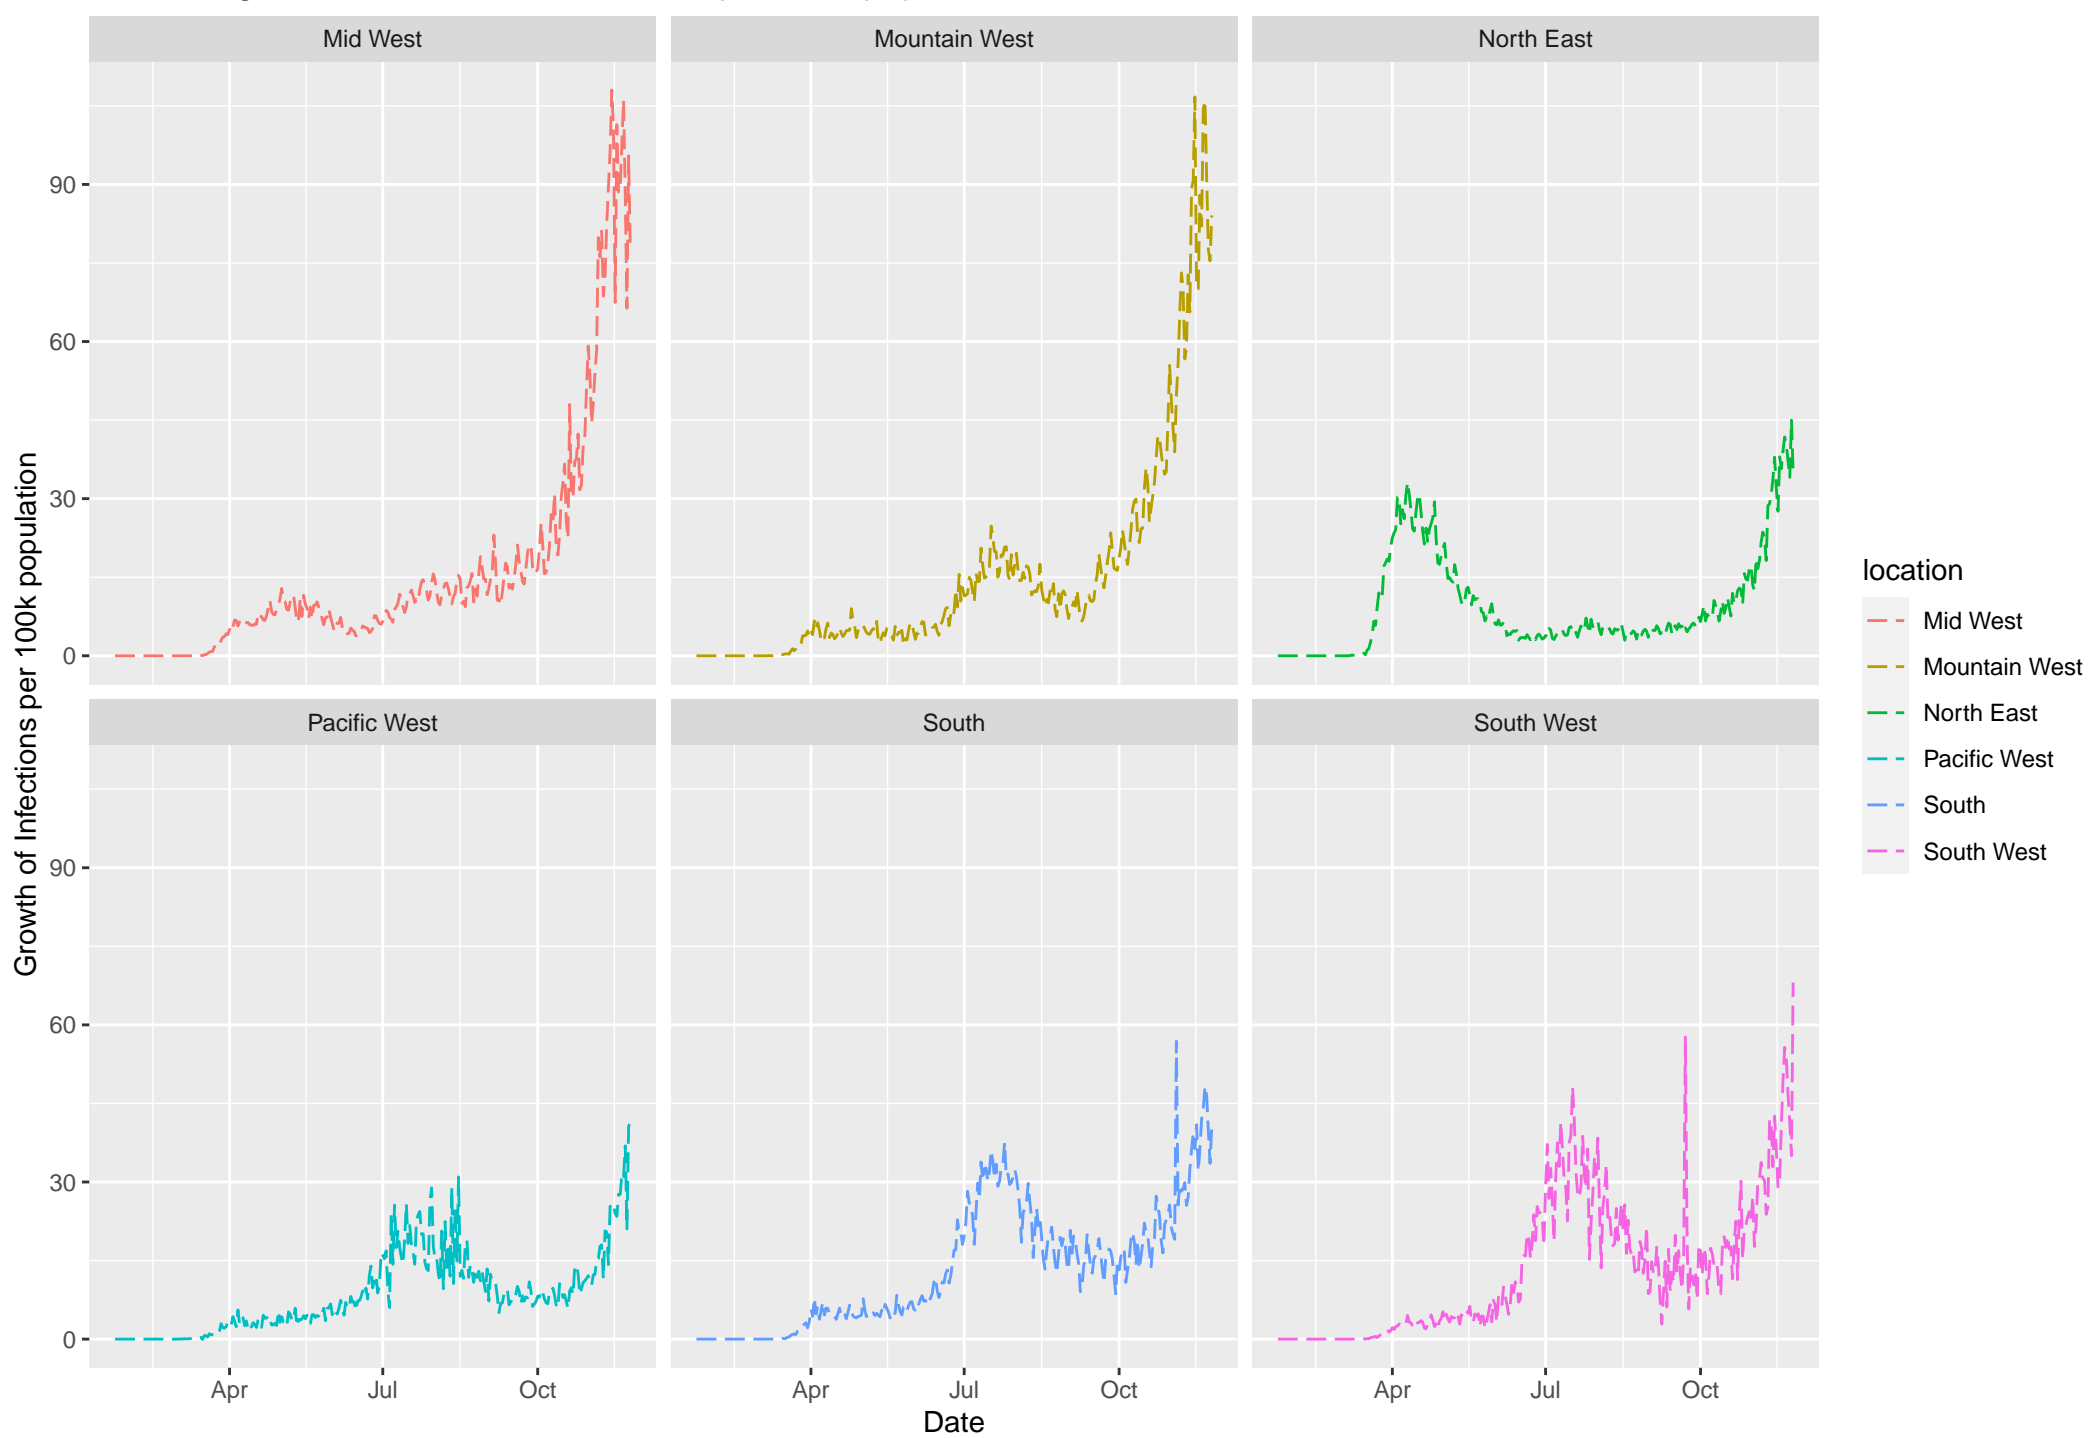 Mid West
Mountain West
North East
90
60
30
0
Pacific West
South
South West
90
60
30
0
Apr
Jul
Oct
Apr
Jul
Oct
Apr
Jul
Oct
Date
Growth of Infections per 100k population
location
Mid West
Mountain West
North East
Pacific West
South
South West